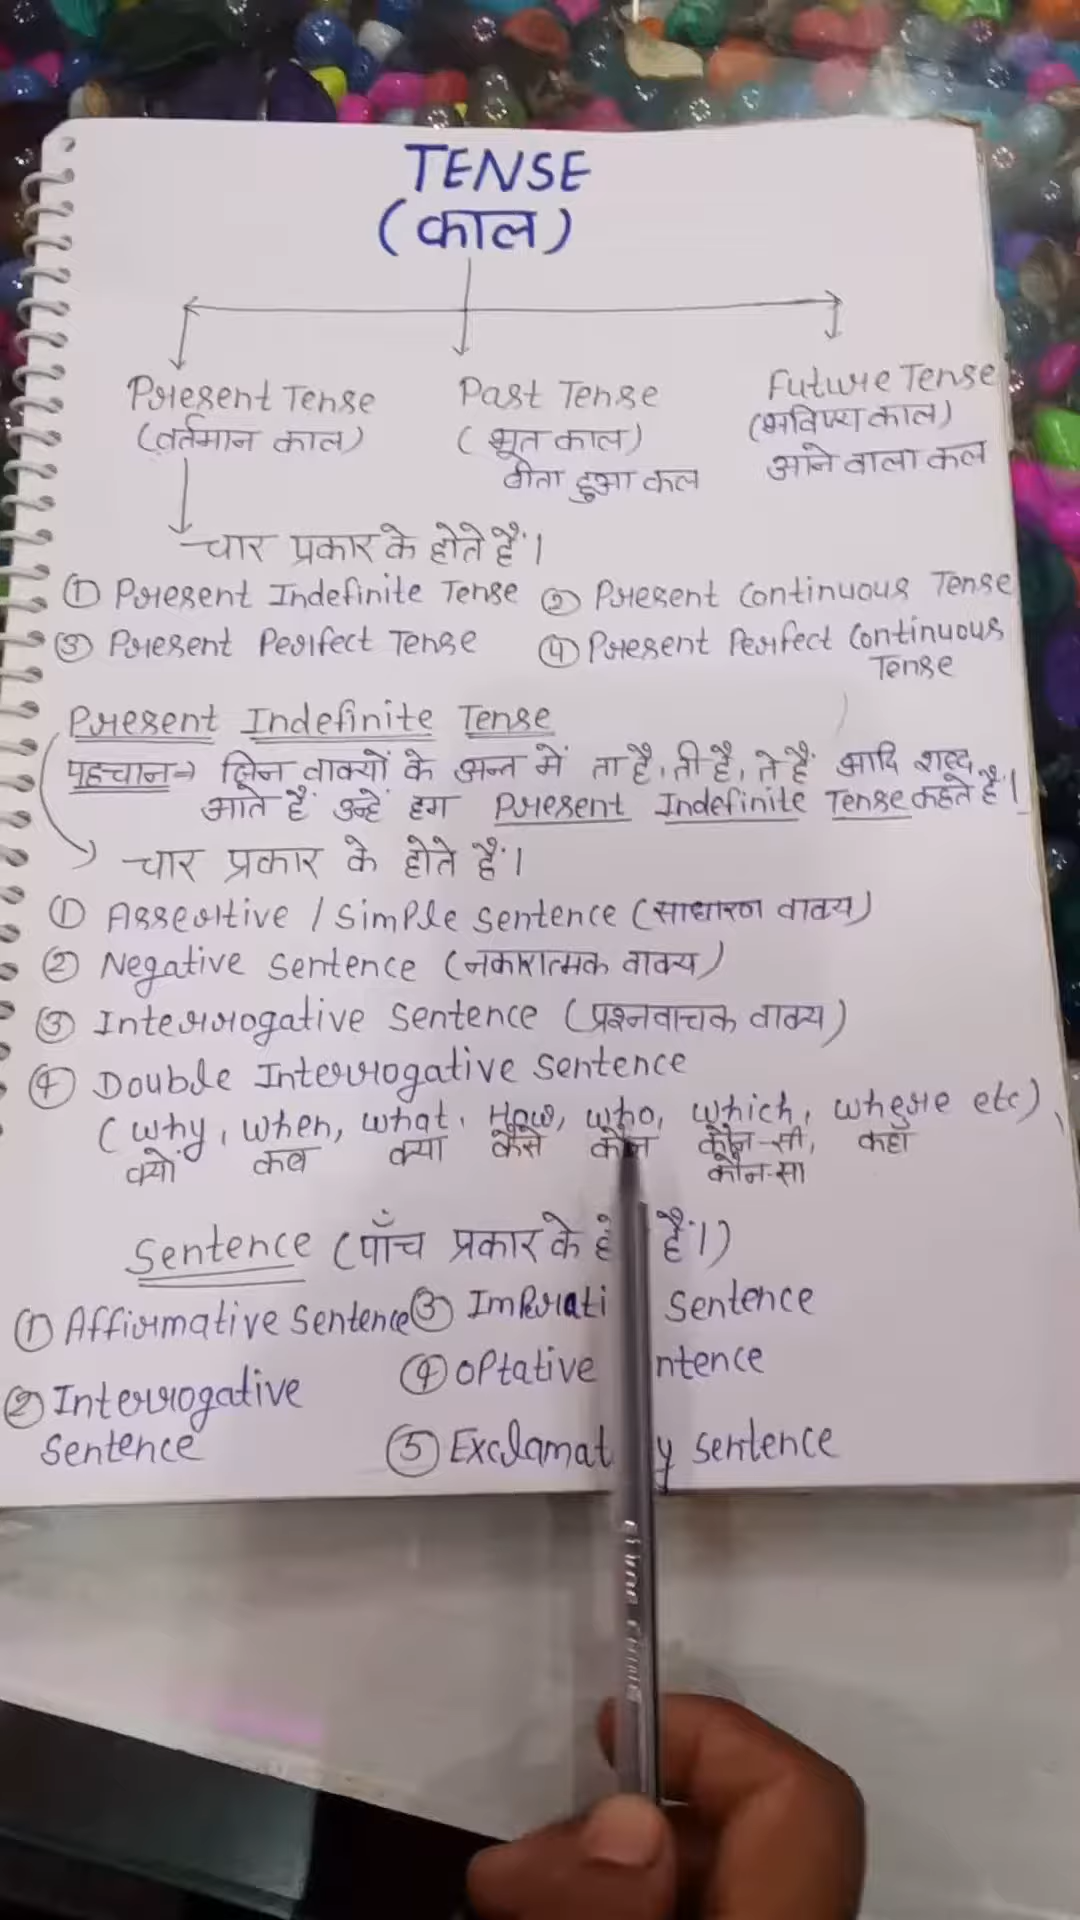 TENSE
(काल)
Present Tense Past Tense Future Tense
(वर्तमान काल) (भूत काल) (भविष्य काल)
बीता हुआ कल आने वाला कल
चार प्रकार के होते हैं।
① Present Indefinite Tense ② Present Continuous Tense
③ Present Perfect Tense ④ Present Perfect Continuous
Tense
Present Indefinite Tense
पहचान→ जिन वाक्यों के अन्त में ता है, ती है, ते हैं आदि शब्द
आते हैं उन्हें हम Present Indefinite Tense कहते हैं।
चार प्रकार के होते हैं।
① Assertive / Simple Sentence (साधारण वाक्य)
② Negative Sentence (नकारात्मक वाक्य)
③ Interrogative Sentence (प्रश्नवाचक वाक्य)
④ Double Interrogative Sentence
(why, when, what, How, who, which, where etc)
क्यों कब क्या कैसे कौन कौन-सी, कहाँ
कौन-सा
Sentence (पाँच प्रकार के हैं।)
① Affirmative Sentence ③ Imperati Sentence
② Interrogative ④ Optative ntence
Sentence ⑤ Exclamat y Sentence